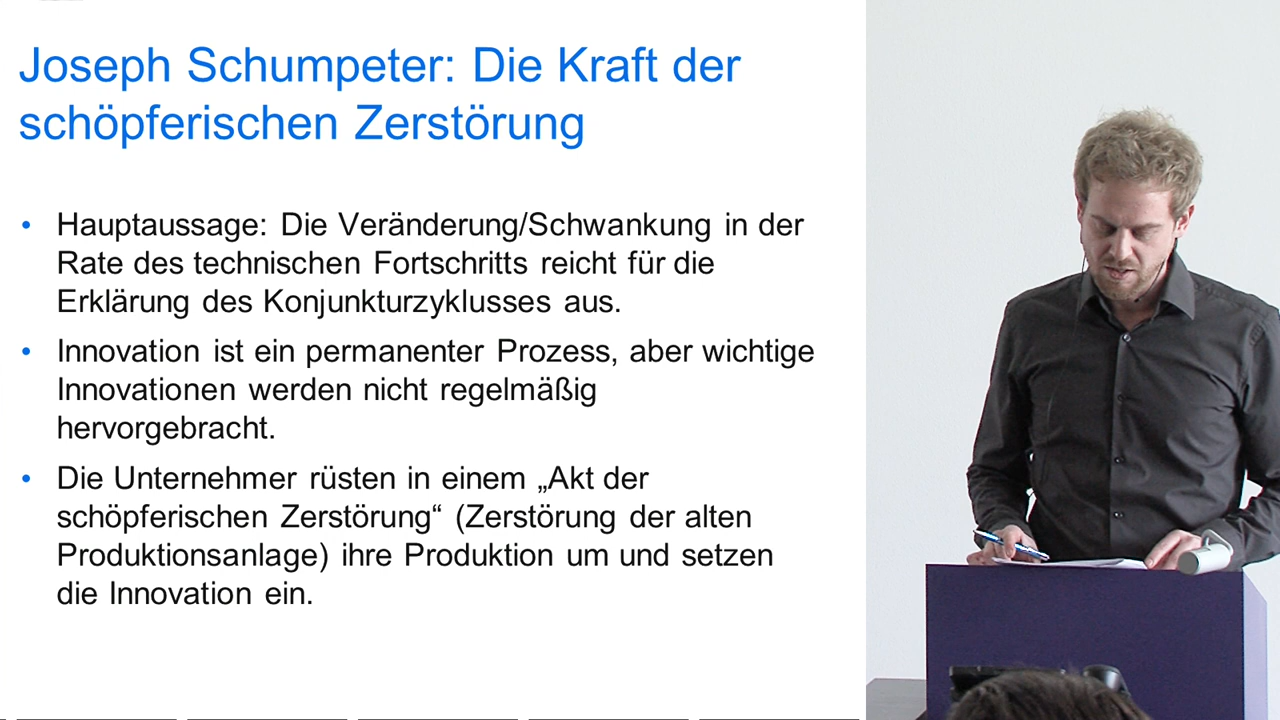 Joseph Schumpeter: Die Kraft der
schöpferischen Zerstörung
• Hauptaussage: Die Veränderung/Schwankung in der
Rate des technischen Fortschritts reicht für die
Erklärung des Konjunkturzyklusses aus.
• Innovation ist ein permanenter Prozess, aber wichtige
Innovationen werden nicht regelmäßig
hervorgebracht.
• Die Unternehmer rüsten in einem „Akt der
schöpferischen Zerstörung“ (Zerstörung der alten
Produktionsanlage) ihre Produktion um und setzen
die Innovation ein.